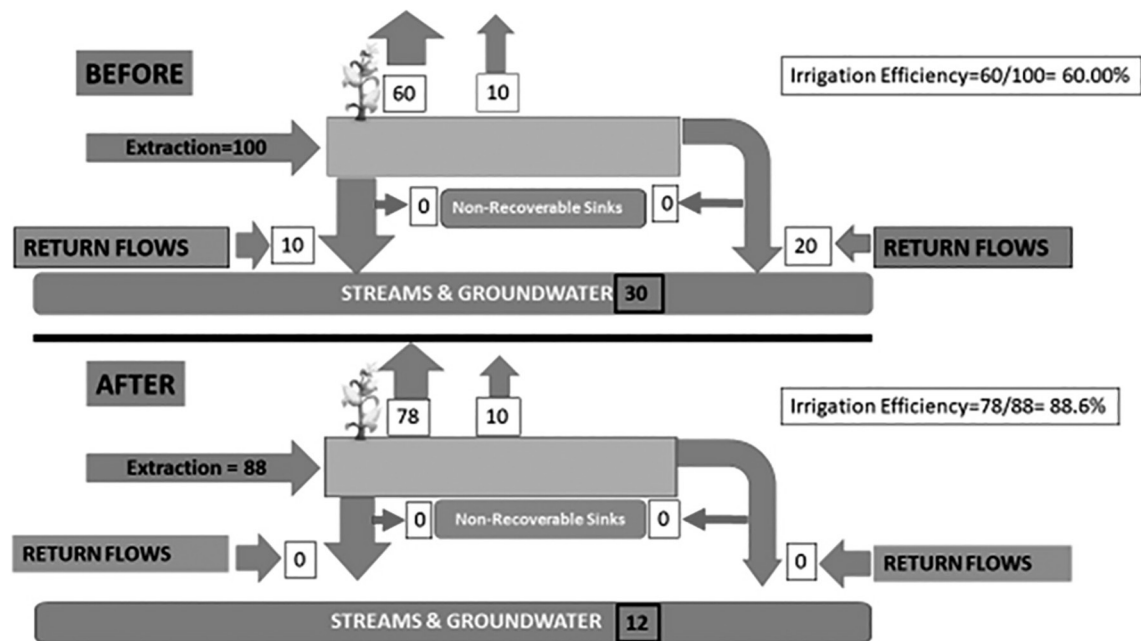 BEFORE
60
10
Irrigation Efficiency=60/100= 60.00%
Extraction=100
0
Non-Recoverable Sinks
0
RETURN FLOWS
10
20
RETURN FLOWS
STREAMS & GROUNDWATER 30
AFTER
78
10
Irrigation Efficiency=78/88= 88.6%
Extraction = 88
0
Non-Recoverable Sinks
0
RETURN FLOWS
0
0
RETURN FLOWS
STREAMS & GROUNDWATER 12